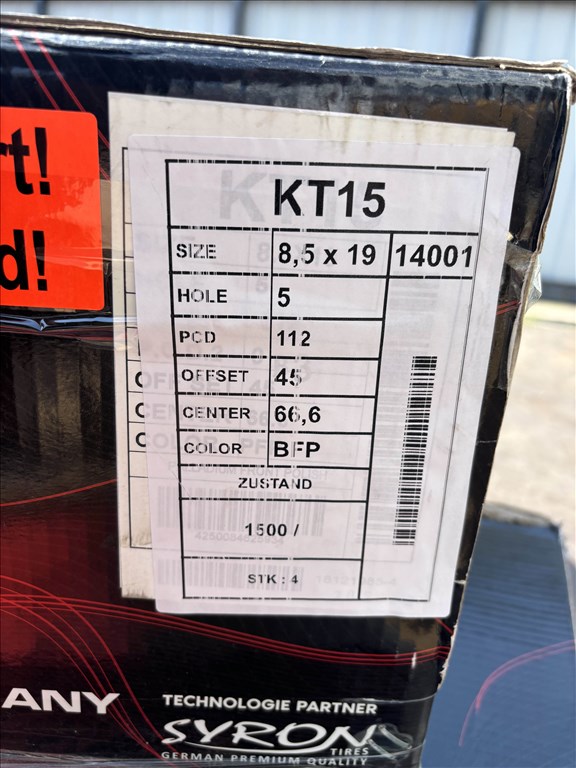 rt!
d!
KT15
SIZE 8,5 x 19 14001
HOLE 5
PCD 112
OFFSET 45
CENTER 66,6
COLOR BFP
ZUSTAND
1500 /
STK : 4
ANY
TECHNOLOGIE PARTNER
SYRON
TIRES
GERMAN PREMIUM QUALITY